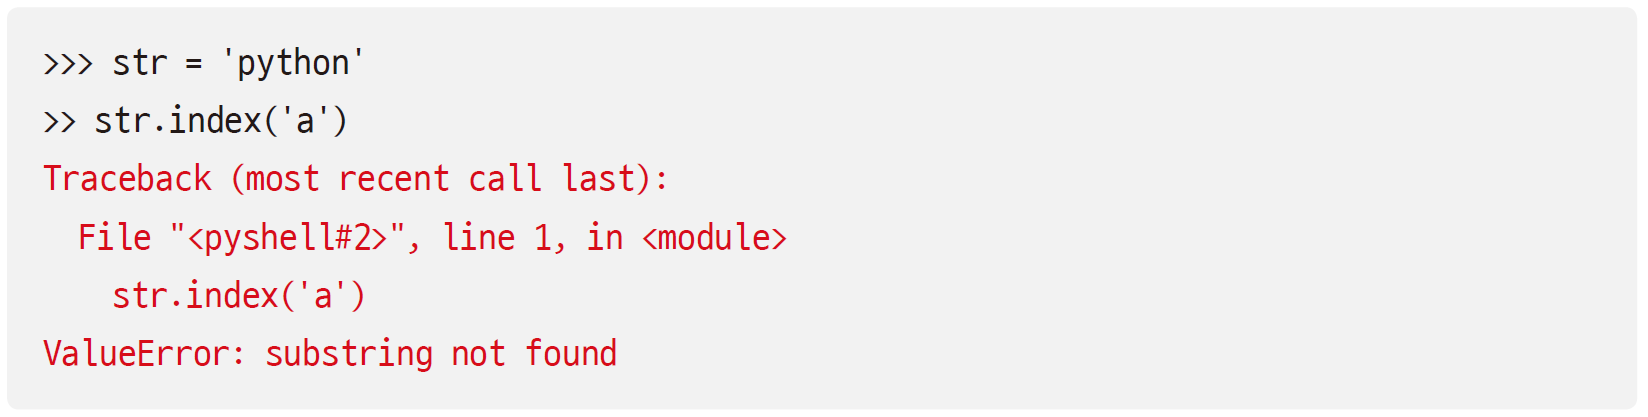 >>> str = 'python'
>> str.index('a')
Traceback (most recent call last):
  File "<pyshell#2>", line 1, in <module>
    str.index('a')
ValueError: substring not found